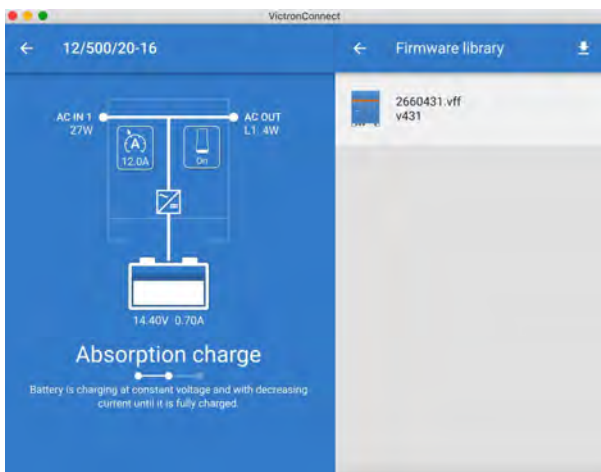 VictronConnect
12/500/20-16
Firmware library
2660431.vff
v431
AC IN 1
27W
AC OUT
L1: 4W
A
12.0A
On
14.40V 0.70A
Absorption charge
Battery is charging at constant voltage and with decreasing
current until it is fully charged.